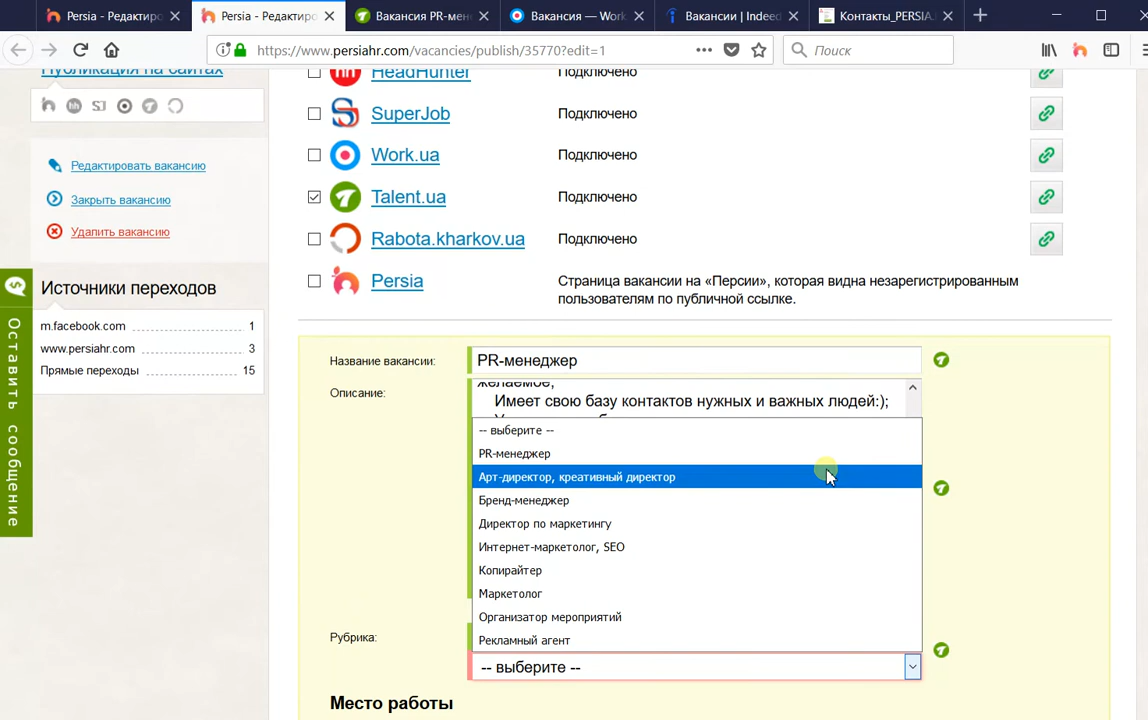 Persia - Редактиро
Persia - Редактиро
Вакансия PR-мен
Вакансия — Work
Вакансии | Indeed
Контакты_PERSIA.
https://www.persiahr.com/vacancies/publish/35770?edit=1
Поиск
Публикация на сайтах
Редактировать вакансию
Закрыть вакансию
Удалить вакансию
Источники переходов
m.facebook.com 1
www.persiahr.com 3
Прямые переходы 15
Оставить сообщение
HeadHunter Подключено
SuperJob Подключено
Work.ua Подключено
Talent.ua Подключено
Rabota.kharkov.ua Подключено
Persia Страница вакансии на «Персии», которая видна незарегистрированным
пользователям по публичной ссылке.
Название вакансии: PR-менеджер
Описание:
желаемое;
Имеет свою базу контактов нужных и важных людей:);
-- выберите --
PR-менеджер
Арт-директор, креативный директор
Бренд-менеджер
Директор по маркетингу
Интернет-маркетолог, SEO
Копирайтер
Маркетолог
Организатор мероприятий
Рекламный агент
Рубрика:
-- выберите --
Место работы